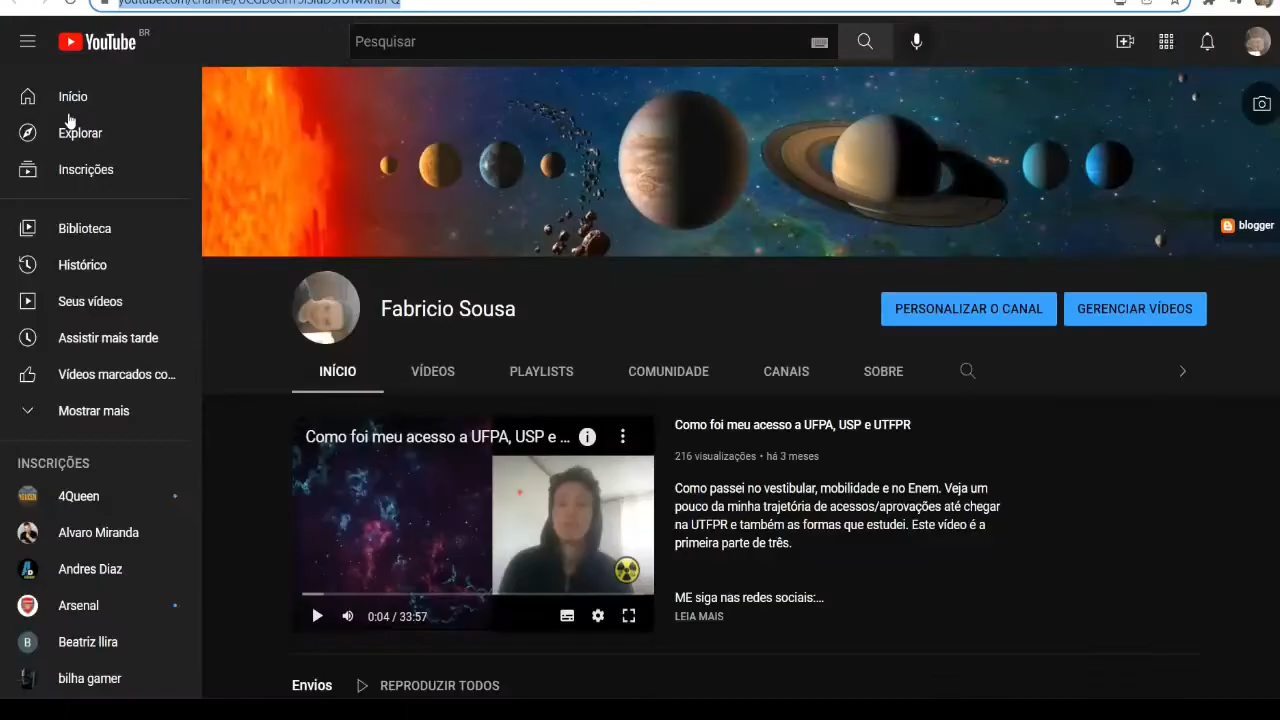 YouTube BR
Pesquisar
Início
Explorar
Inscrições
Biblioteca
Histórico
Seus vídeos
Assistir mais tarde
Vídeos marcados co...
Mostrar mais
INSCRIÇÕES
4Queen
Alvaro Miranda
Andres Diaz
Arsenal
B
Beatriz llira
bilha gamer
blogger
Fabricio Sousa
PERSONALIZAR O CANAL
GERENCIAR VÍDEOS
INÍCIO
VÍDEOS
PLAYLISTS
COMUNIDADE
CANAIS
SOBRE
Como foi meu acesso a UFPA, USP e ...
0:04 / 33:57
Como foi meu acesso a UFPA, USP e UTFPR
216 visualizações • há 3 meses
Como passei no vestibular, mobilidade e no Enem. Veja um
pouco da minha trajetória de acessos/aprovações até chegar
na UTFPR e também as formas que estudei. Este vídeo é a
primeira parte de três.
ME siga nas redes sociais:...
LEIA MAIS
Envios
REPRODUZIR TODOS